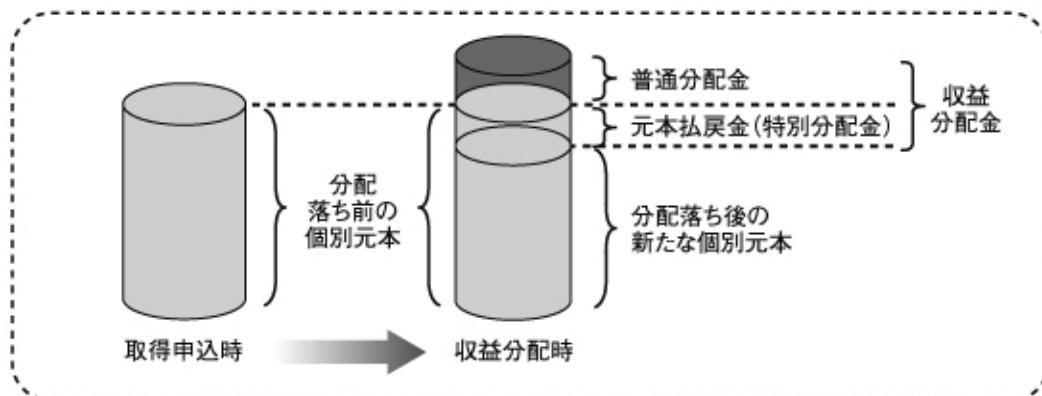 普通分配金
元本払戻金(特別分配金)
収益
分配金
分配
落ち前の
個別元本
分配落ち後の
新たな個別元本
取得申込時
収益分配時